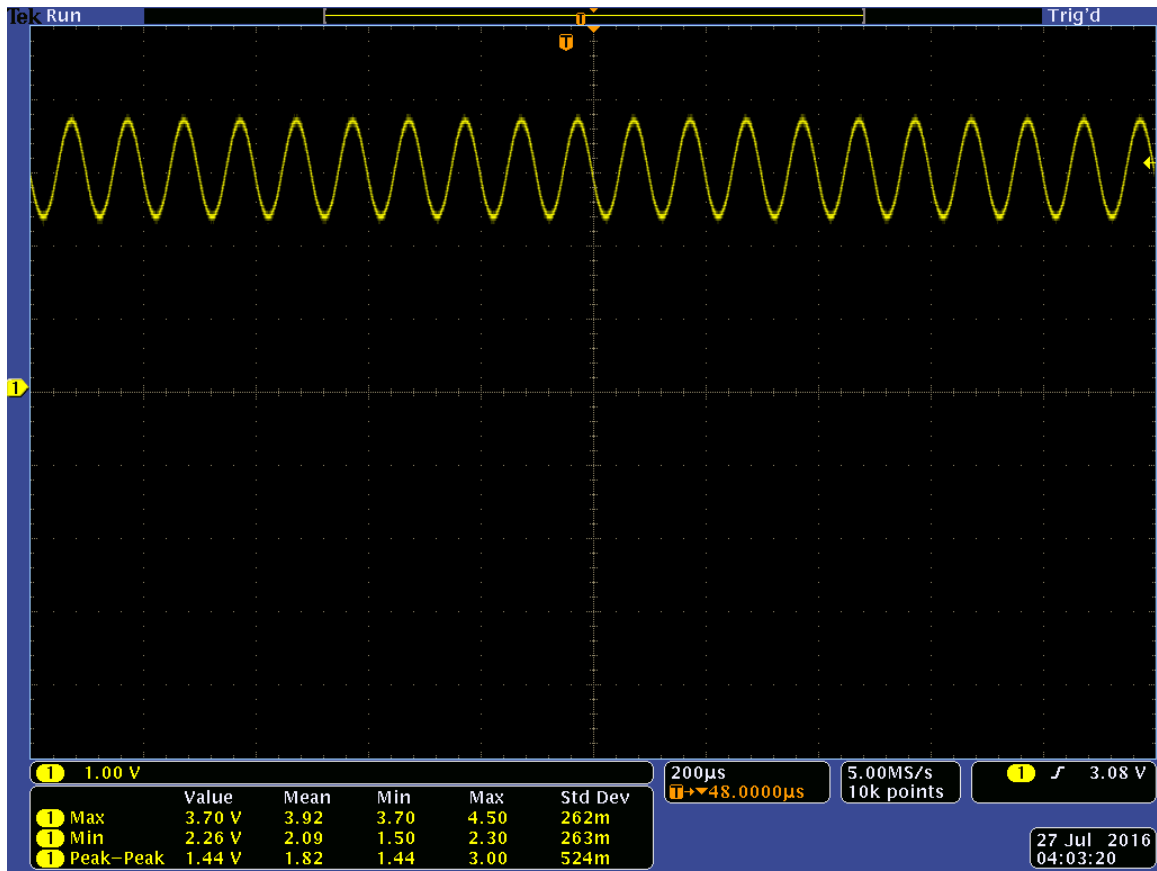 Tek Run Trig'd
T
T
1
1 1.00 V
200μs
T→▼48.0000μs
5.00MS/s
10k points
1 ʃ 3.08 V
Value Mean Min Max Std Dev
1 Max 3.70 V 3.92 3.70 4.50 262m
1 Min 2.26 V 2.09 1.50 2.30 263m
1 Peak−Peak 1.44 V 1.82 1.44 3.00 524m
27 Jul 2016
04:03:20